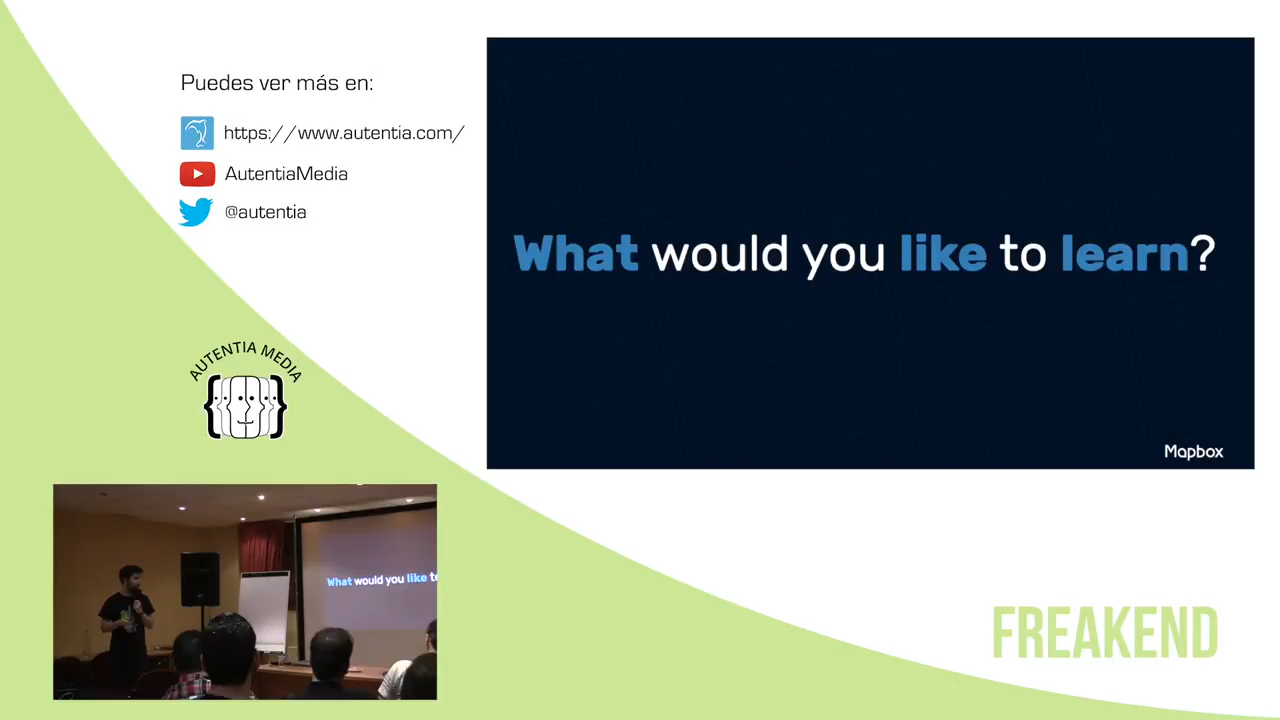 Puedes ver más en:
https://www.autentia.com/
AutentiaMedia
@autentia
What would you like to learn?
Mapbox
AUTENTIA MEDIA
What would you like to
FREAKEND